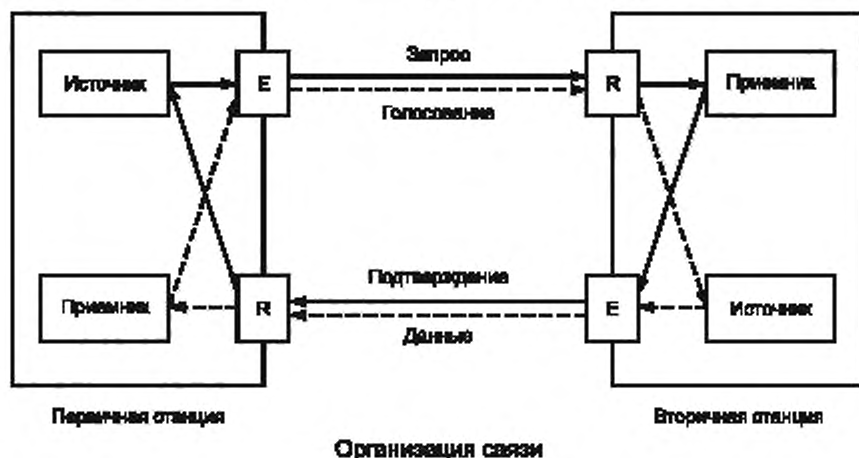 Запрос
Источник
E
R
Приемник
Голосование
Подтверждение
Приемник
R
E
Источник
Данные
Первичная станция
Вторичная станция
Организация связи